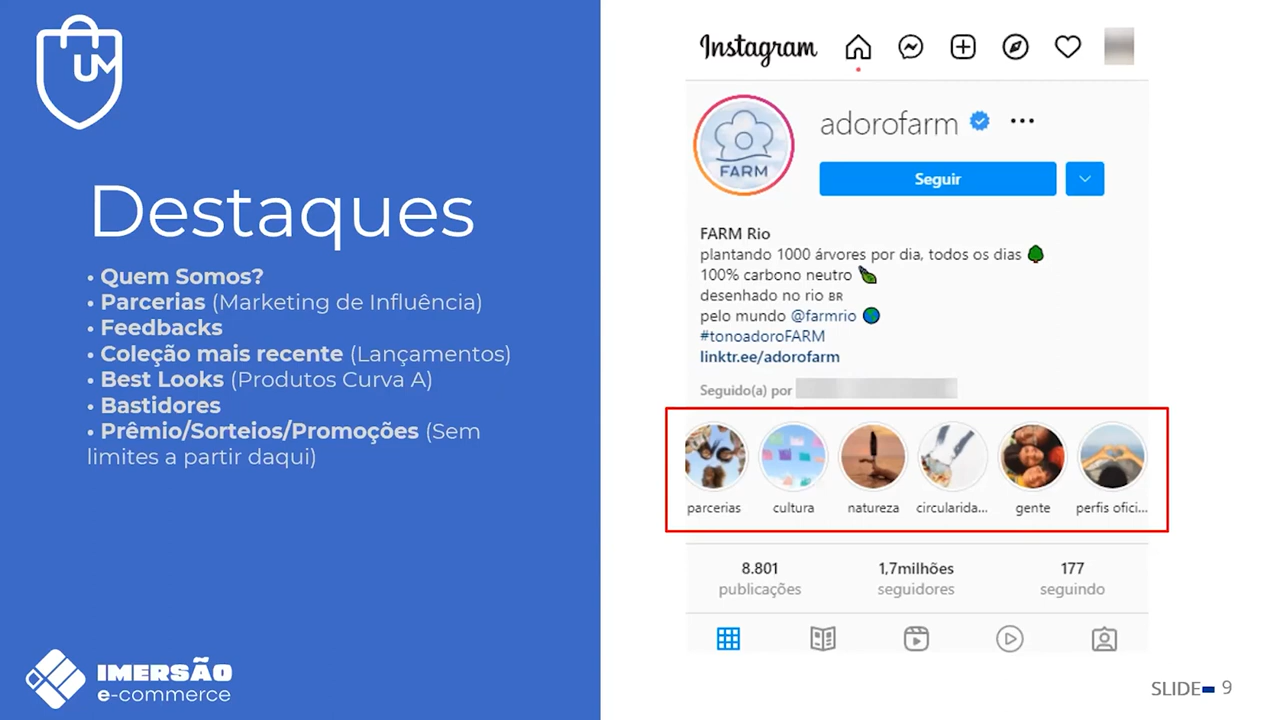 UM
Destaques
• Quem Somos?
• Parcerias (Marketing de Influência)
• Feedbacks
• Coleção mais recente (Lançamentos)
• Best Looks (Produtos Curva A)
• Bastidores
• Prêmio/Sorteios/Promoções (Sem
limites a partir daqui)
IMERSÃO
e-commerce
Instagram
adorofarm
FARM
Seguir
FARM Rio
plantando 1000 árvores por dia, todos os dias 🌳
100% carbono neutro 🍃
desenhado no rio BR
pelo mundo @farmrio 🌎
#tonoadoroFARM
linktr.ee/adorofarm
Seguido(a) por
parcerias cultura natureza circularida... gente perfis ofici...
8.801 1,7milhões 177
publicações seguidores seguindo
SLIDE 9